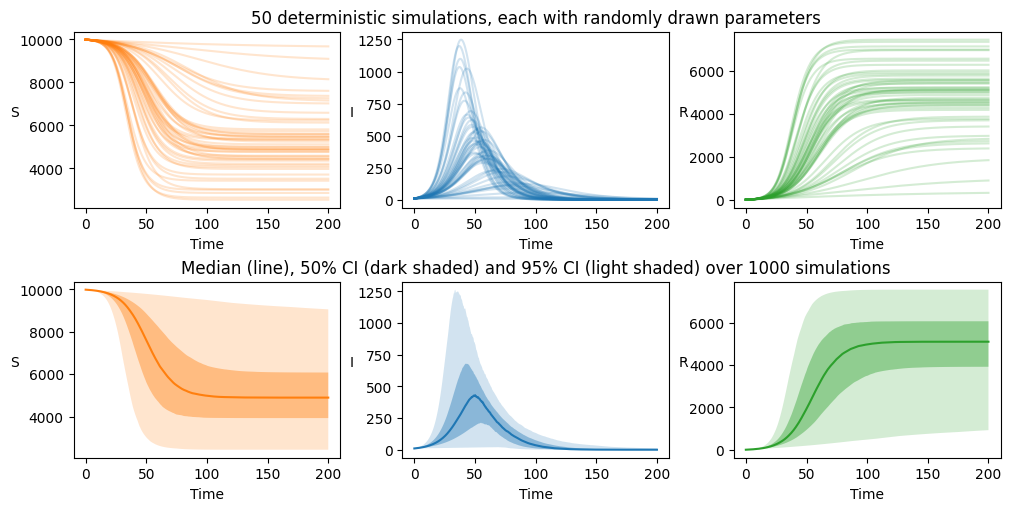 50 deterministic simulations, each with randomly drawn parameters
10000
8000
6000
4000
S
0 50 100 150 200
Time
1250
1000
750
500
250
0
I
0 50 100 150 200
Time
6000
4000
2000
0
R
0 50 100 150 200
Time
Median (line), 50% CI (dark shaded) and 95% CI (light shaded) over 1000 simulations
10000
8000
6000
4000
S
0 50 100 150 200
Time
1250
1000
750
500
250
0
I
0 50 100 150 200
Time
6000
4000
2000
0
R
0 50 100 150 200
Time